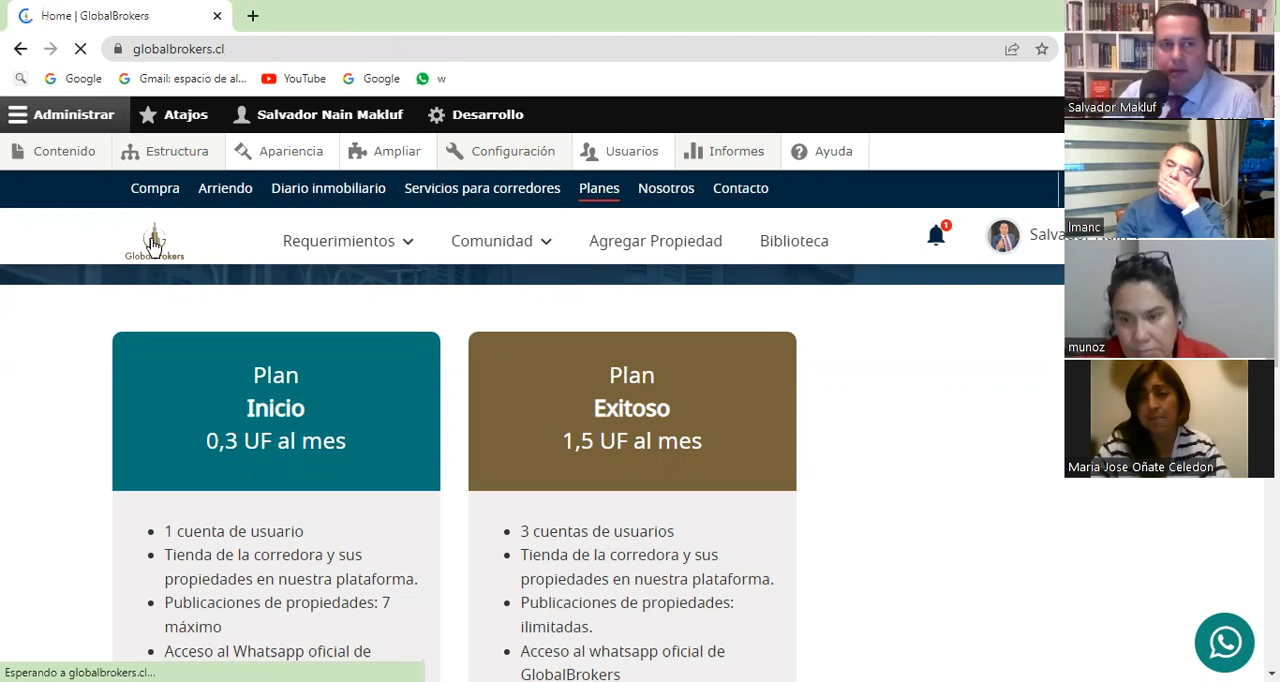 Home | GlobalBrokers
globalbrokers.cl
Google
Gmail: espacio de al...
YouTube
Google
w
Administrar
Atajos
Salvador Nain Makluf
Desarrollo
Contenido
Estructura
Apariencia
Ampliar
Configuración
Usuarios
Informes
Ayuda
Compra
Arriendo
Diario inmobiliario
Servicios para corredores
Planes
Nosotros
Contacto
GlobalBrokers
Requerimientos
Comunidad
Agregar Propiedad
Biblioteca
1
Salvador Nain
Plan
Inicio
0,3 UF al mes
1 cuenta de usuario
Tienda de la corredora y sus
propiedades en nuestra plataforma.
Publicaciones de propiedades: 7
máximo
Acceso al Whatsapp oficial de
Plan
Exitoso
1,5 UF al mes
3 cuentas de usuarios
Tienda de la corredora y sus
propiedades en nuestra plataforma.
Publicaciones de propiedades:
ilimitadas.
Acceso al whatsapp oficial de
GlobalBrokers
Esperando a globalbrokers.cl...
Salvador Makluf
lmanc
munoz
Maria Jose Oñate Celedon